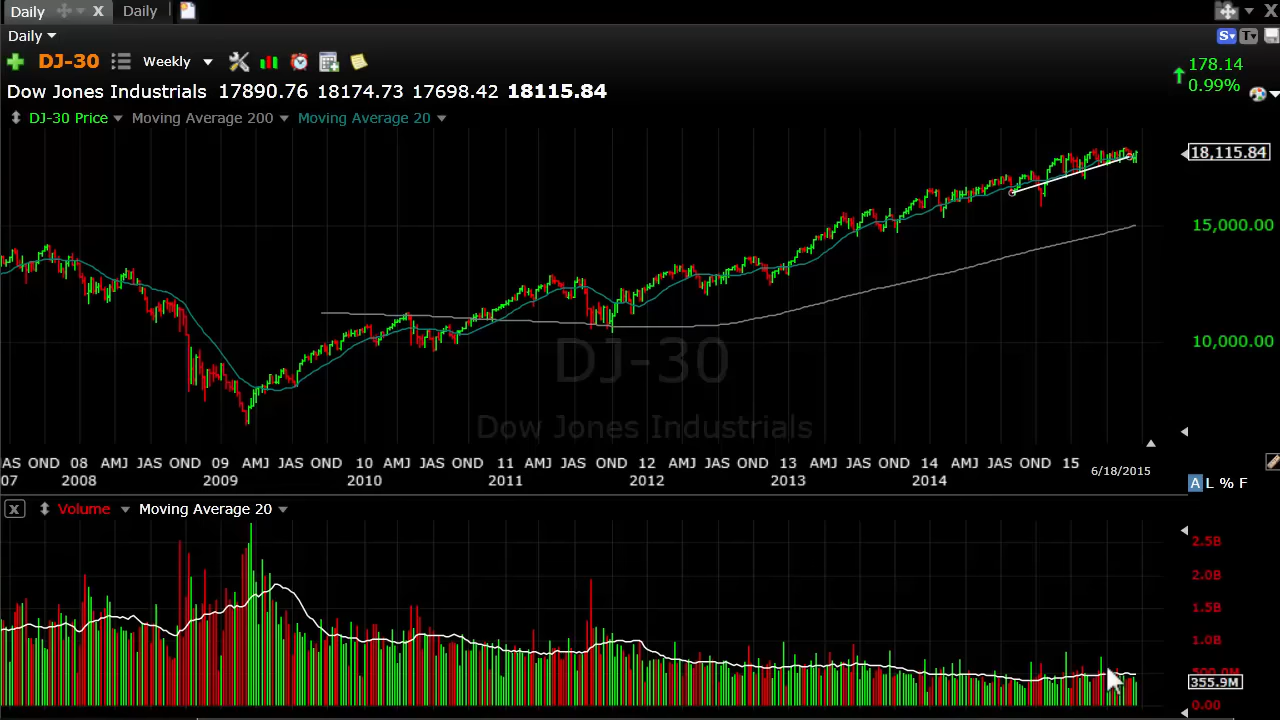 Daily X Daily X
Daily S T
DJ-30 Weekly 178.14
0.99%
Dow Jones Industrials 17890.76 18174.73 17698.42 18115.84
DJ-30 Price Moving Average 200 Moving Average 20
18,115.84
15,000.00
10,000.00
DJ-30
Dow Jones Industrials
AS OND 08 AMJ JAS OND 09 AMJ JAS OND 10 AMJ JAS OND 11 AMJ JAS OND 12 AMJ JAS OND 13 AMJ JAS OND 14 AMJ JAS OND 15
07 2008 2009 2010 2011 2012 2013 2014 6/18/2015
A L % F
X Volume Moving Average 20
2.5B
2.0B
1.5B
1.0B
355.9M
0.00